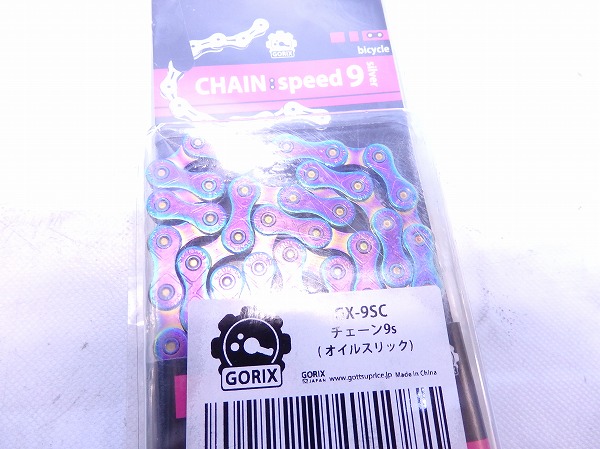 GORIX
bicycle
CHAIN:speed 9
silver
GX-9SC
チェーン9s
(オイルスリック)
GORIX
GORIX
JAPAN www.gottsuprice.jp Made in China